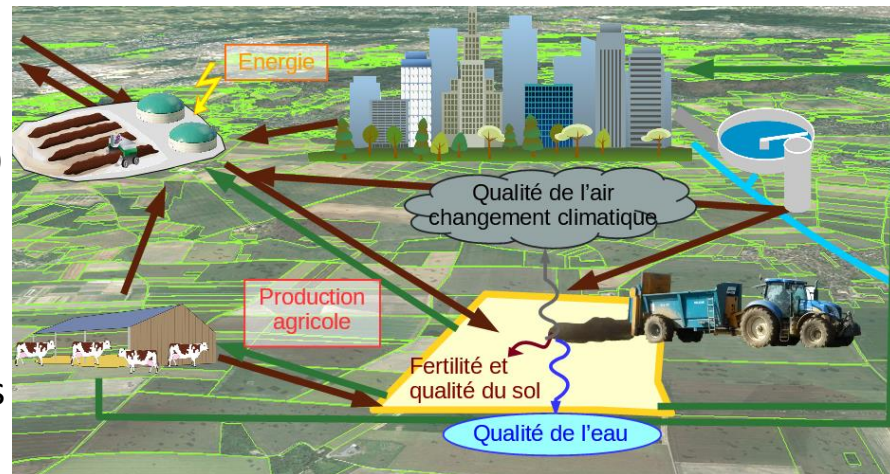 Energie
Qualité de l'air
changement climatique
Production
agricole
Fertilité et
qualité du sol
s
Qualité de l'eau